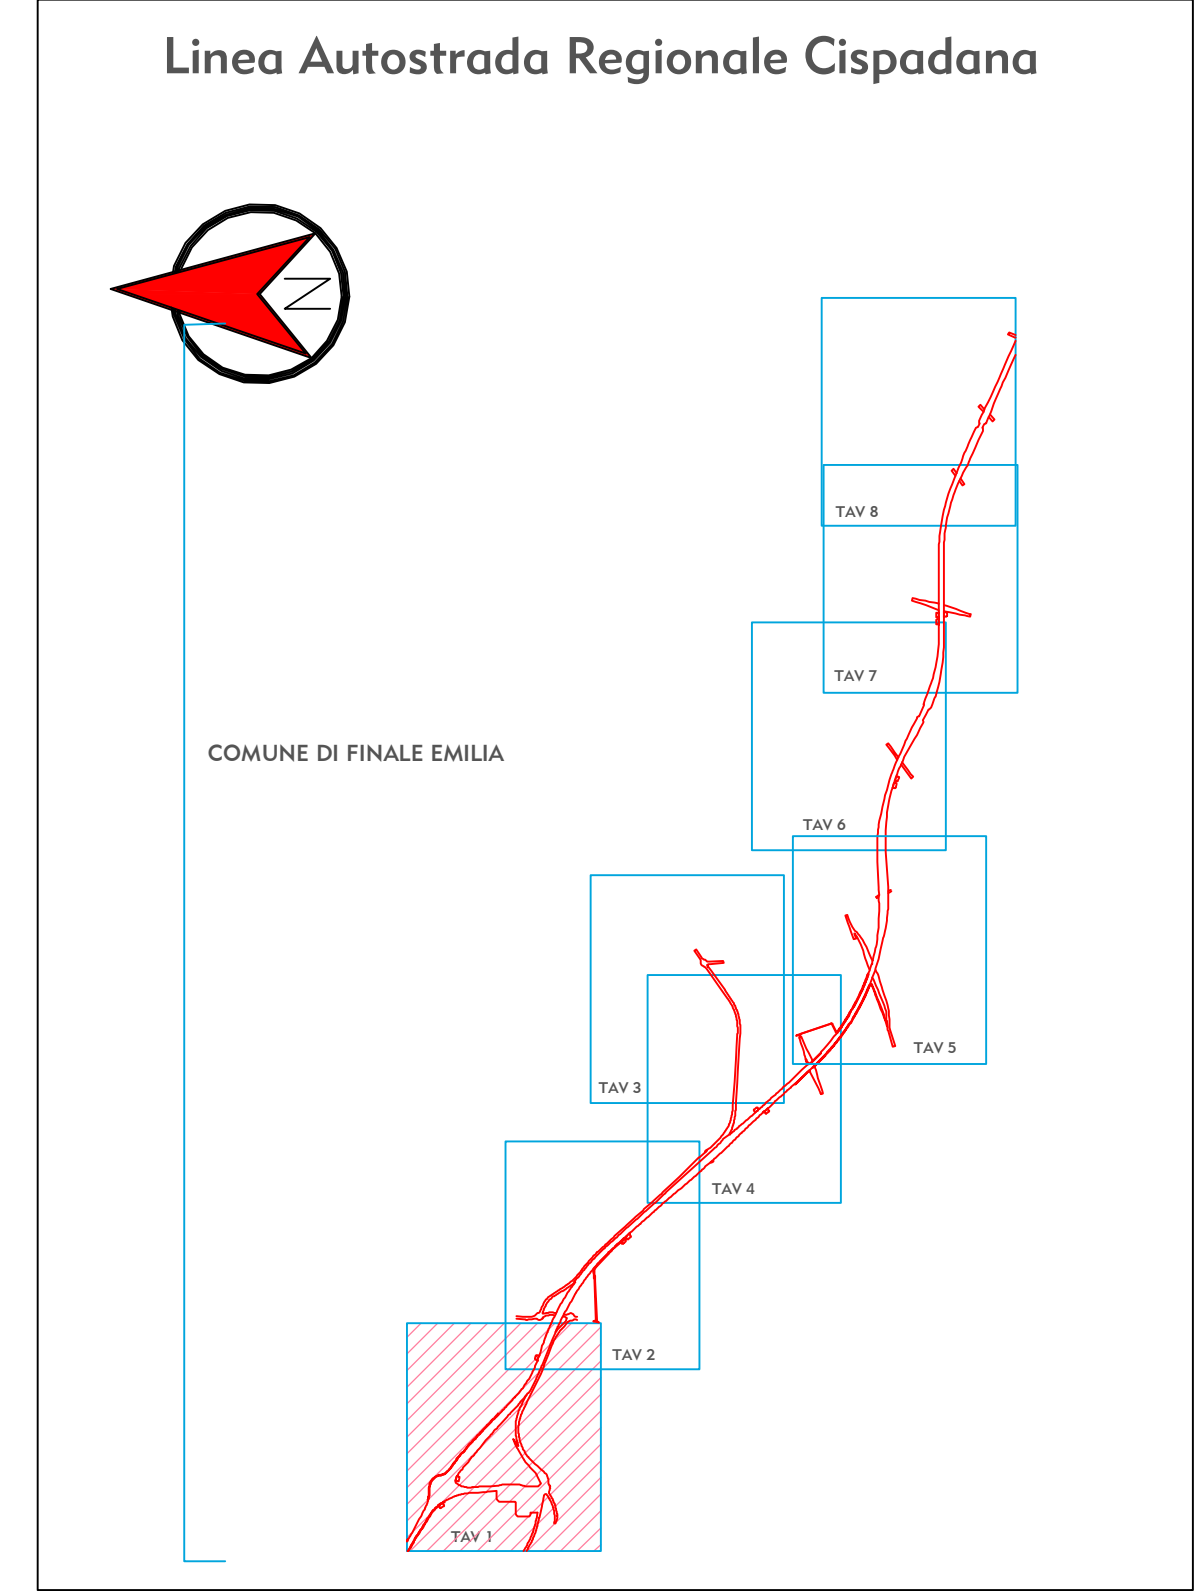 Linea Autostrada Regionale Cispadana
N
TAV 8
TAV 7
COMUNE DI FINALE EMILIA
TAV 6
TAV 5
TAV 3
TAV 4
TAV 2
TAV 1